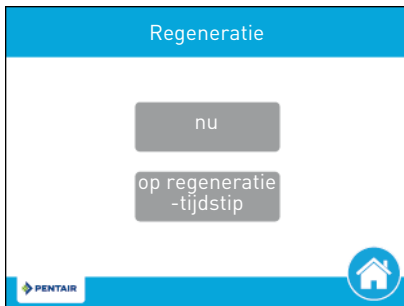 Regeneratie
nu
op regeneratie
-tijdstip
PENTAIR